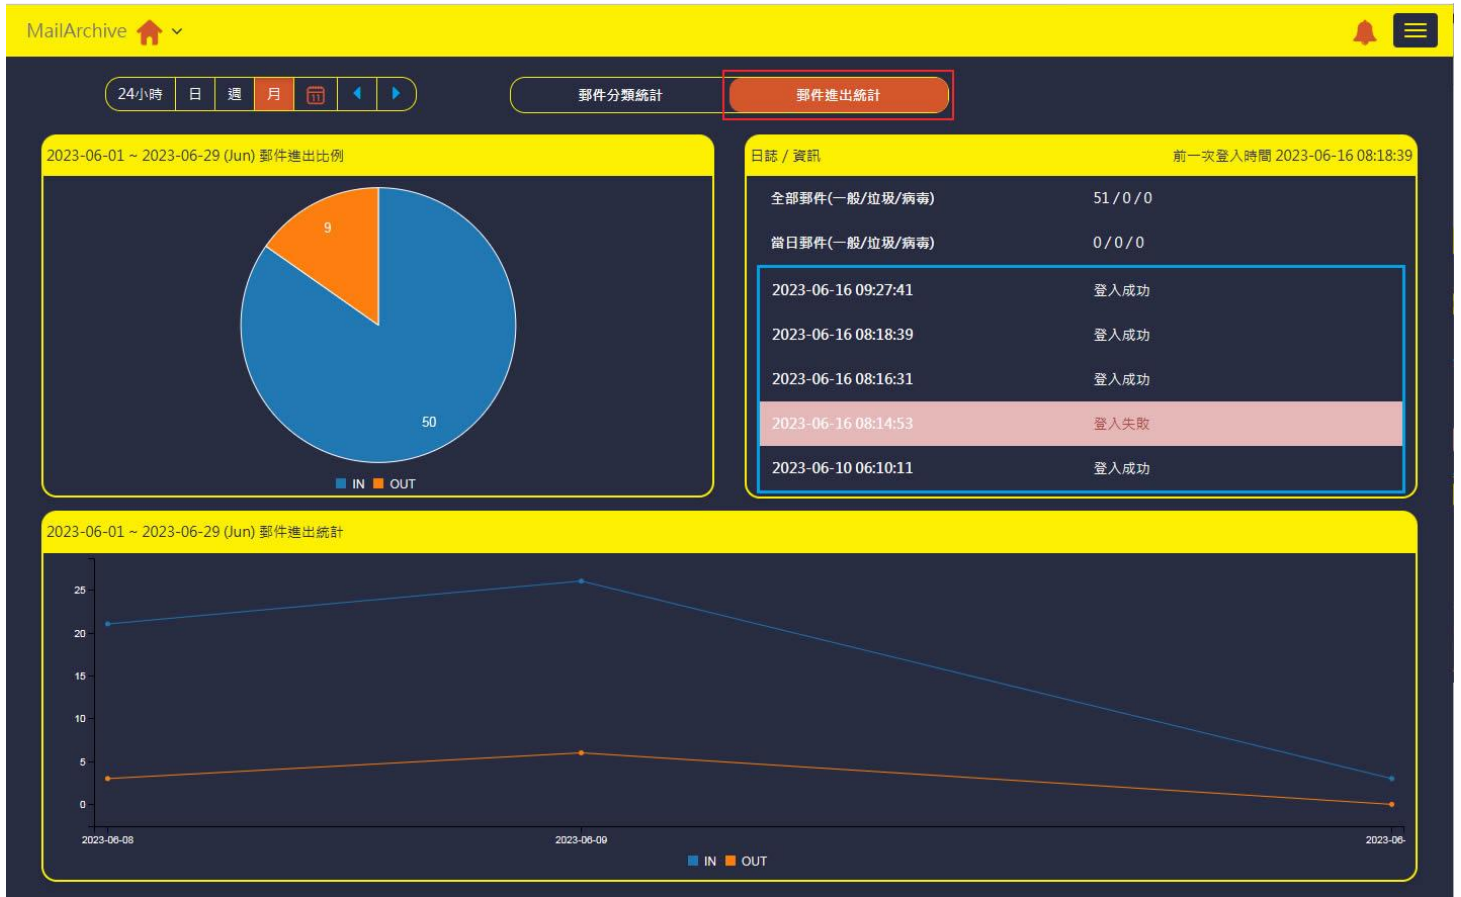 MailArchive
24小時 日 週 月 11 郵件分類統計 郵件進出統計
2023-06-01 ~ 2023-06-29 (Jun) 郵件進出比例
9
50
IN OUT
日誌 / 資訊 前一次登入時間 2023-06-16 08:18:39
全部郵件(一般/垃圾/病毒) 51 / 0 / 0
當日郵件(一般/垃圾/病毒) 0 / 0 / 0
2023-06-16 09:27:41 登入成功
2023-06-16 08:18:39 登入成功
2023-06-16 08:16:31 登入成功
2023-06-16 08:14:53 登入失敗
2023-06-10 06:10:11 登入成功
2023-06-01 ~ 2023-06-29 (Jun) 郵件進出統計
25
20
15
10
5
0
2023-06-08 2023-06-09 2023-06-
IN OUT